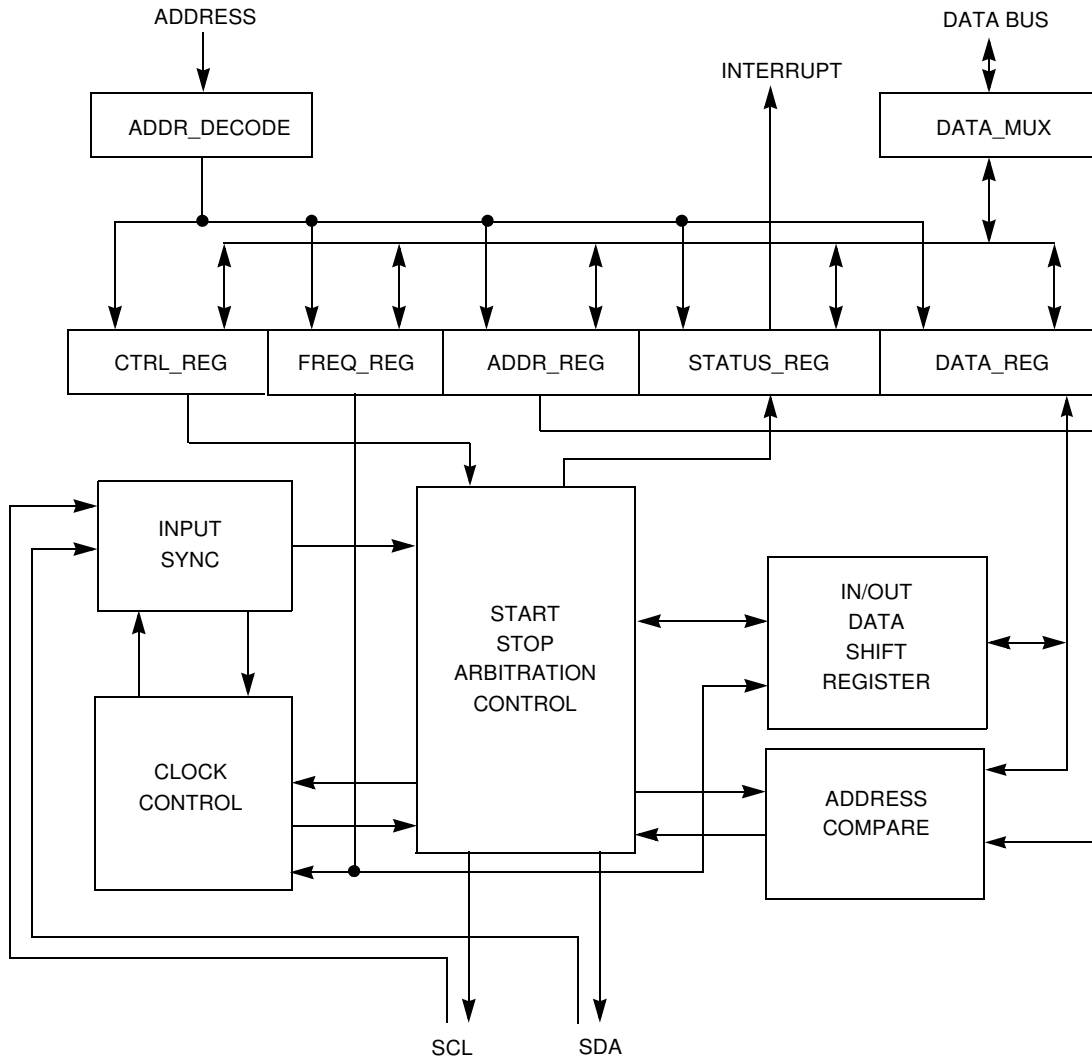 ADDRESS
DATA BUS
INTERRUPT
ADDR_DECODE
DATA_MUX
CTRL_REG
FREQ_REG
ADDR_REG
STATUS_REG
DATA_REG
INPUT
SYNC
START
STOP
ARBITRATION
CONTROL
IN/OUT
DATA
SHIFT
REGISTER
CLOCK
CONTROL
ADDRESS
COMPARE
SCL
SDA